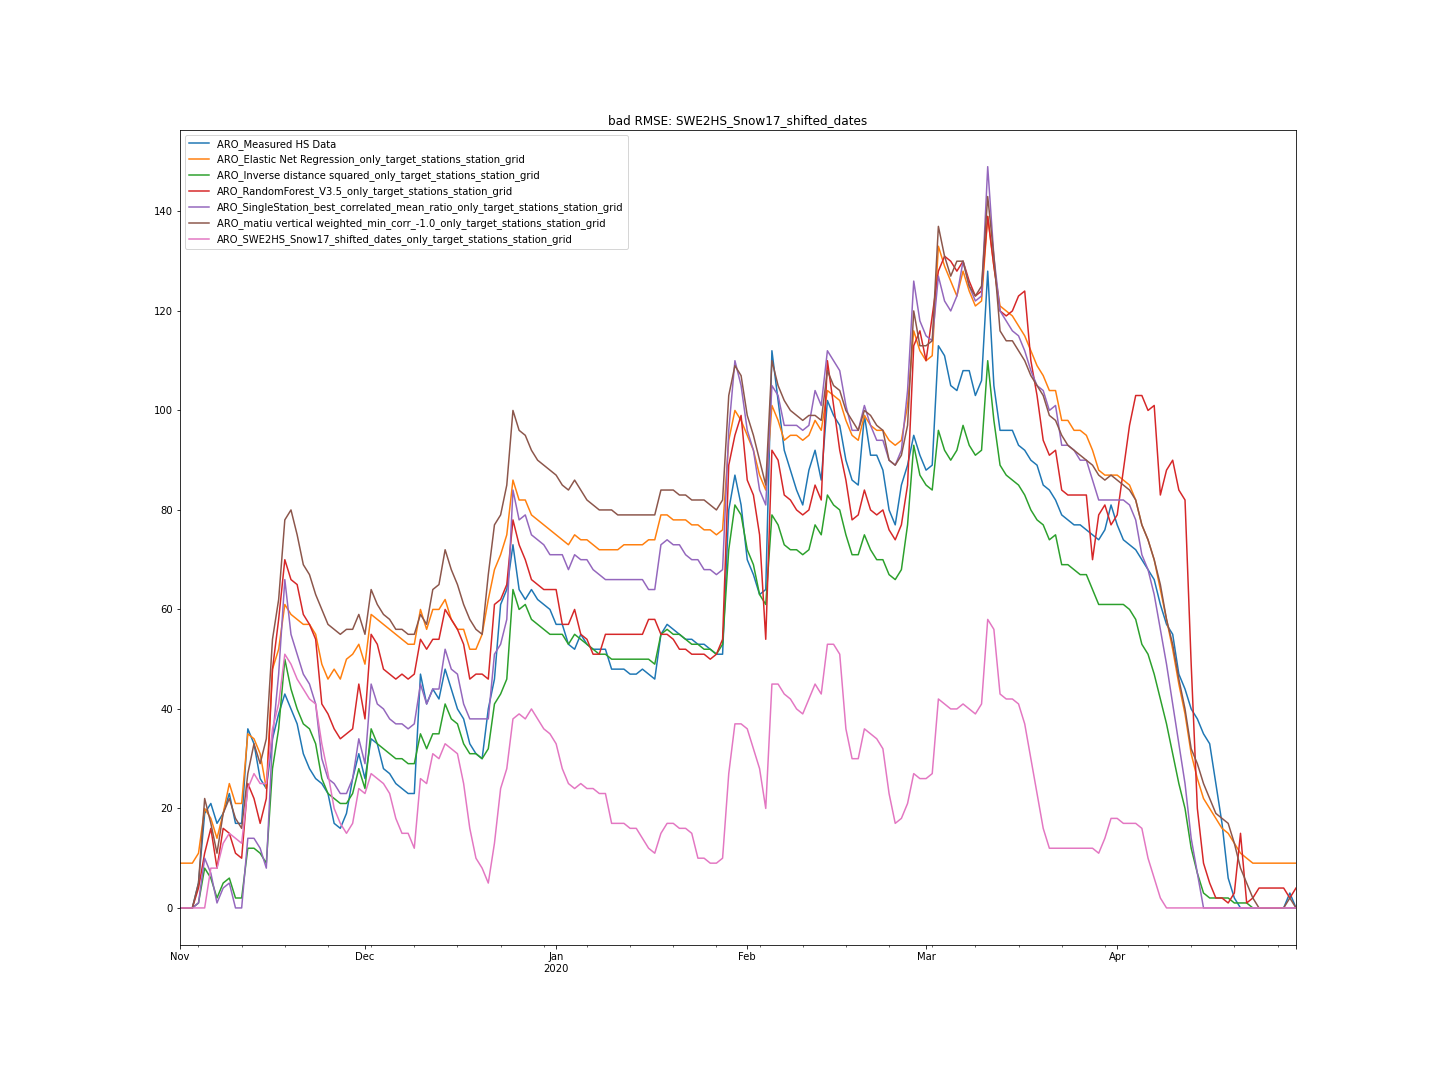 bad RMSE: SWE2HS_Snow17_shifted_dates
ARO_Measured HS Data
ARO_Elastic Net Regression_only_target_stations_station_grid
ARO_Inverse distance squared_only_target_stations_station_grid
ARO_RandomForest_V3.5_only_target_stations_station_grid
ARO_SingleStation_best_correlated_mean_ratio_only_target_stations_station_grid
ARO_matiu vertical weighted_min_corr_-1.0_only_target_stations_station_grid
ARO_SWE2HS_Snow17_shifted_dates_only_target_stations_station_grid
140
120
100
80
60
40
20
0
Nov Dec Jan Feb Mar Apr
2020